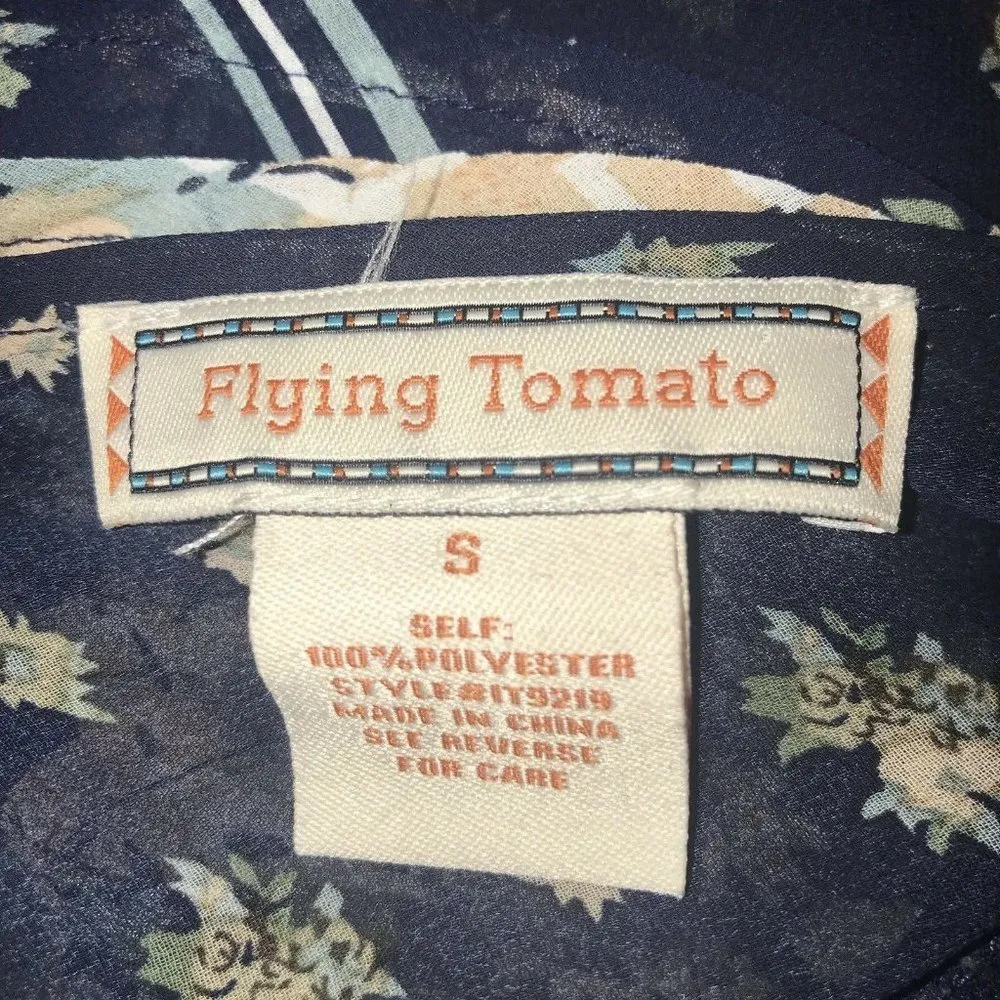 Flying Tomato
S
SELF:
100%POLYESTER
STYLE#IT9219
MADE IN CHINA
SEE REVERSE
FOR CARE